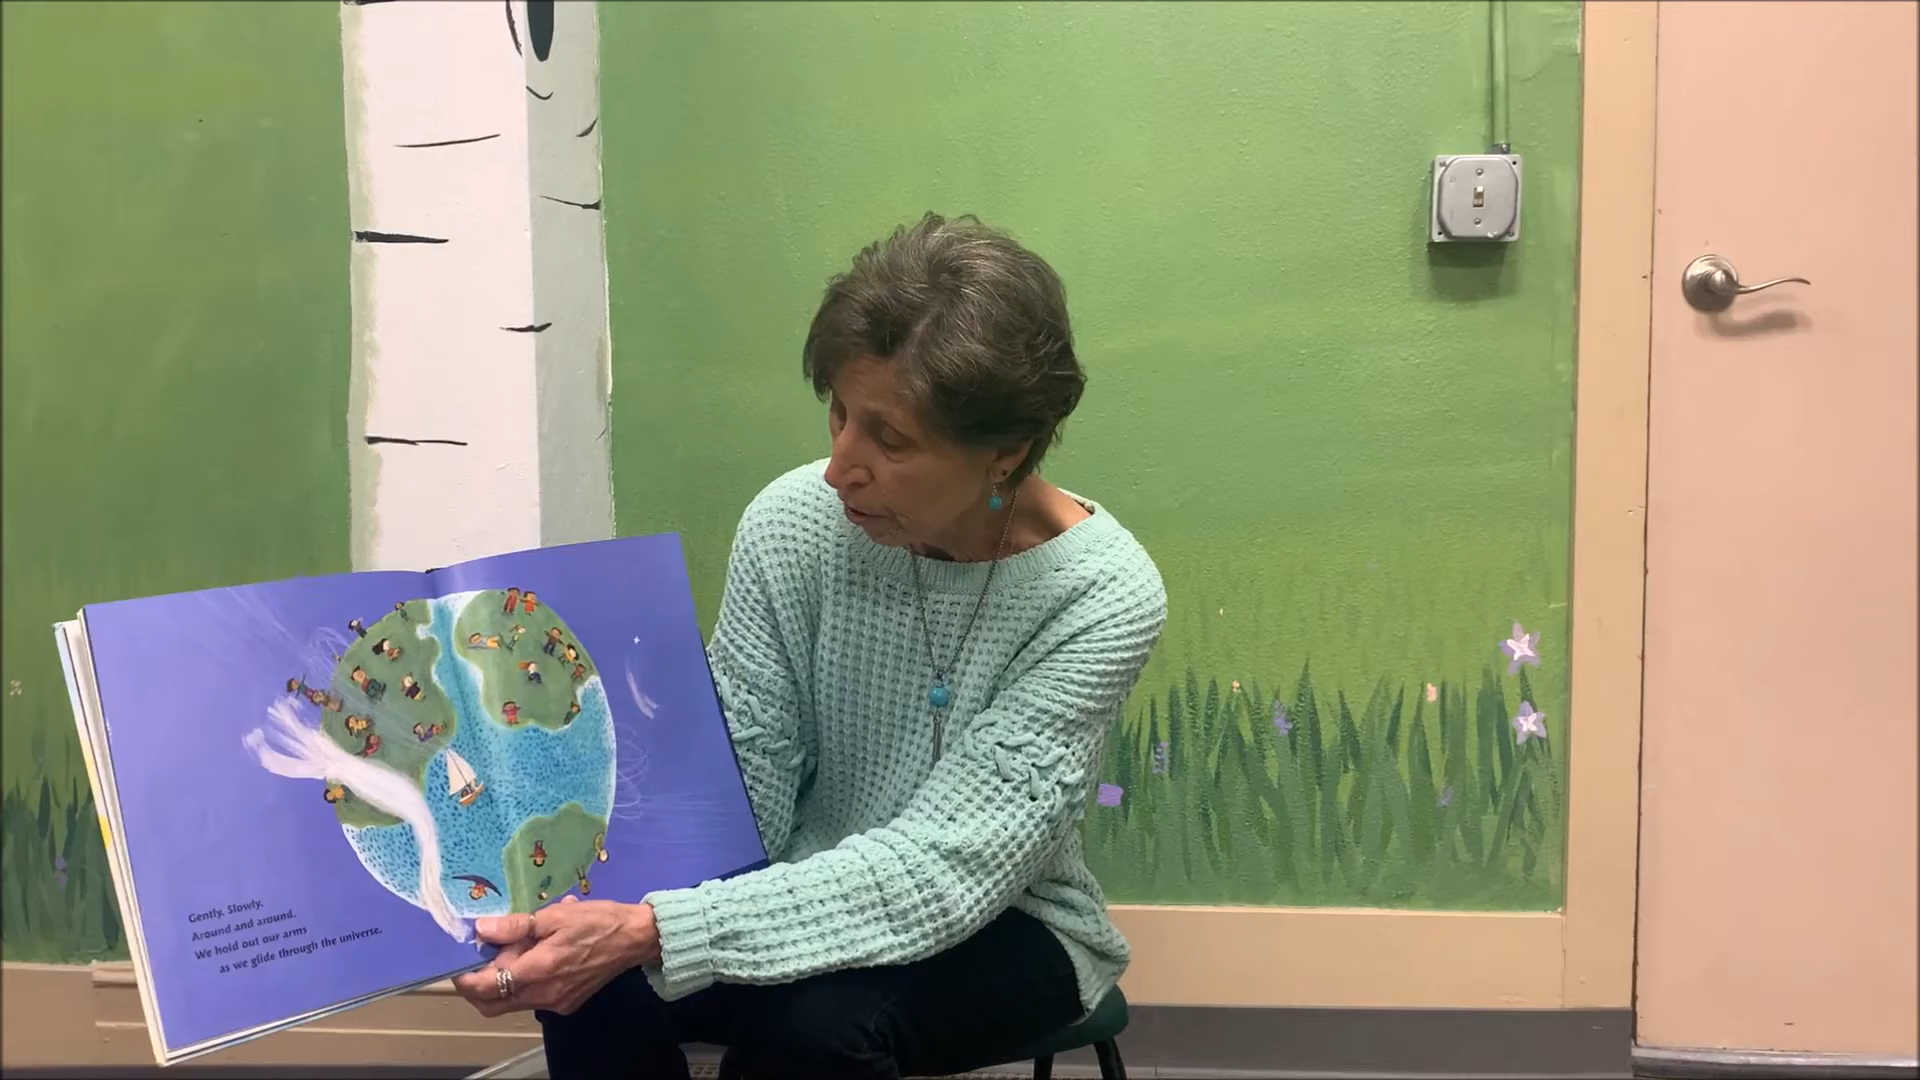 Gently. Slowly.
Around and around.
We hold out our arms
as we glide through the universe,